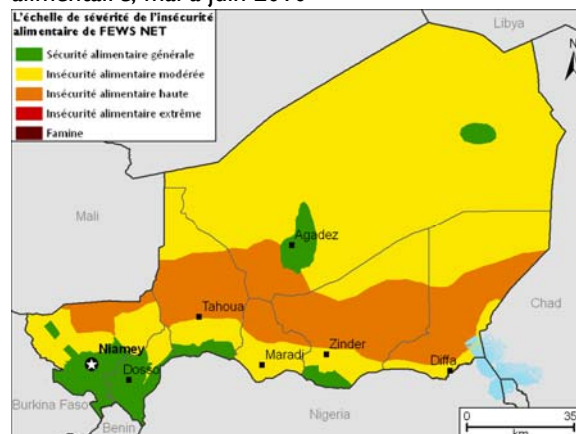 L'échelle de sévérité de l'insécurité
alimentaire de FEWS NET
Sécurité alimentaire générale
Insécurité alimentaire modérée
Insécurité alimentaire haute
Insécurité alimentaire extrême
Famine
Libya
N
Mali
Agadez
Chad
Tahoua
Niamey
Dosso
Maradi
Zinder
Diffa
Burkina Faso
Benin
Nigeria
0
35
km